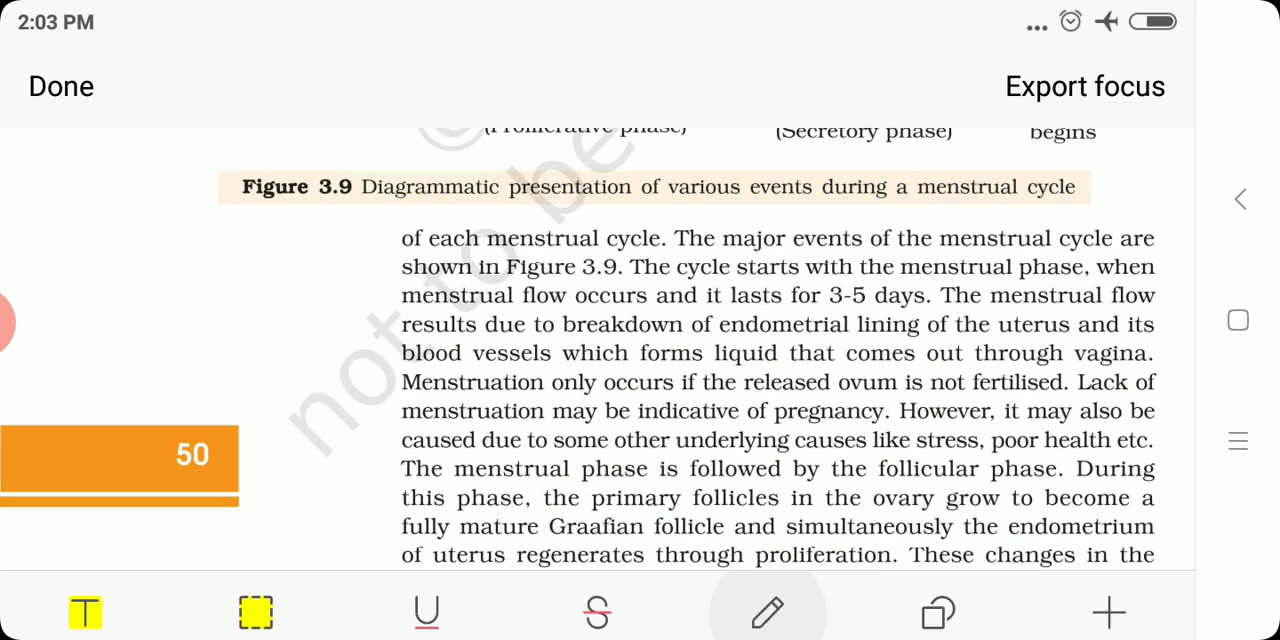 2:03 PM
Done
Export focus
(Proliferative phase)
(Secretory phase)
begins
Figure 3.9 Diagrammatic presentation of various events during a menstrual cycle
of each menstrual cycle. The major events of the menstrual cycle are
shown in Figure 3.9. The cycle starts with the menstrual phase, when
menstrual flow occurs and it lasts for 3-5 days. The menstrual flow
results due to breakdown of endometrial lining of the uterus and its
blood vessels which forms liquid that comes out through vagina.
Menstruation only occurs if the released ovum is not fertilised. Lack of
menstruation may be indicative of pregnancy. However, it may also be
caused due to some other underlying causes like stress, poor health etc.
The menstrual phase is followed by the follicular phase. During
this phase, the primary follicles in the ovary grow to become a
fully mature Graafian follicle and simultaneously the endometrium
of uterus regenerates through proliferation. These changes in the
50
© not to be
T
U
S